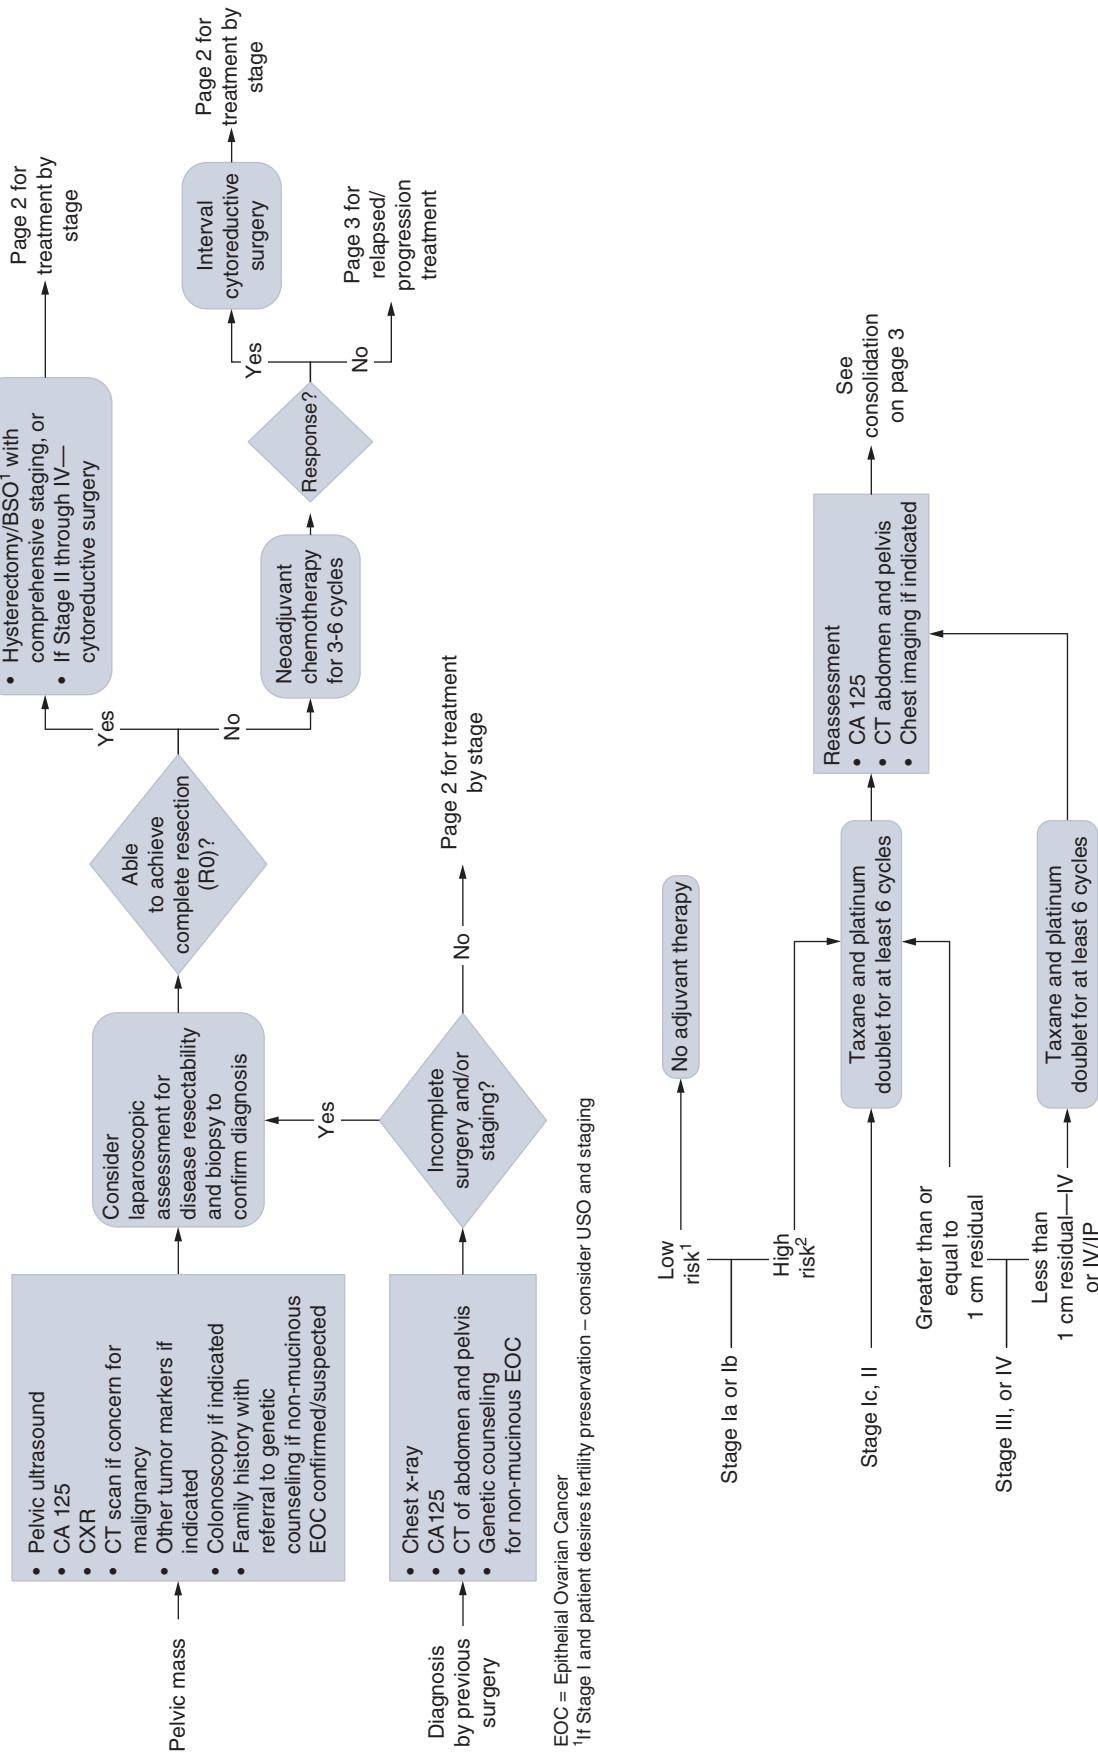 Pelvic mass
• Pelvic ultrasound
• CA 125
• CXR
• CT scan if concern for
malignancy
• Other tumor markers if
indicated
• Colonoscopy if indicated
• Family history with
referral to genetic
counseling if non-mucinous
EOC confirmed/suspected
Consider
laparoscopic
assessment for
disease resectability
and biopsy to
confirm diagnosis
Able
to achieve
complete resection
(R0)?
Yes
• Hysterectomy/BSO¹ with
comprehensive staging, or
• If Stage II through IV—
cytoreductive surgery
Page 2 for
treatment by
stage
No
Neoadjuvant
chemotherapy
for 3-6 cycles
Response?
Yes
Interval
cytoreductive
surgery
Page 2 for
treatment by
stage
No
Page 3 for
relapsed/
progression
treatment
Diagnosis
by previous
surgery
• Chest x-ray
• CA125
• CT of abdomen and pelvis
• Genetic counseling
for non-mucinous EOC
Incomplete
surgery and/or
staging?
Yes
No
Page 2 for treatment
by stage
EOC = Epithelial Ovarian Cancer
¹If Stage I and patient desires fertility preservation – consider USO and staging
Stage Ia or Ib
Low
risk¹
No adjuvant therapy
High
risk²
Stage Ic, II
Taxane and platinum
doublet for at least 6 cycles
Reassessment
• CA 125
• CT abdomen and pelvis
• Chest imaging if indicated
See
consolidation
on page 3
Stage III, or IV
Greater than or
equal to
1 cm residual
Less than
1 cm residual—IV
or IV/IP
Taxane and platinum
doublet for at least 6 cycles